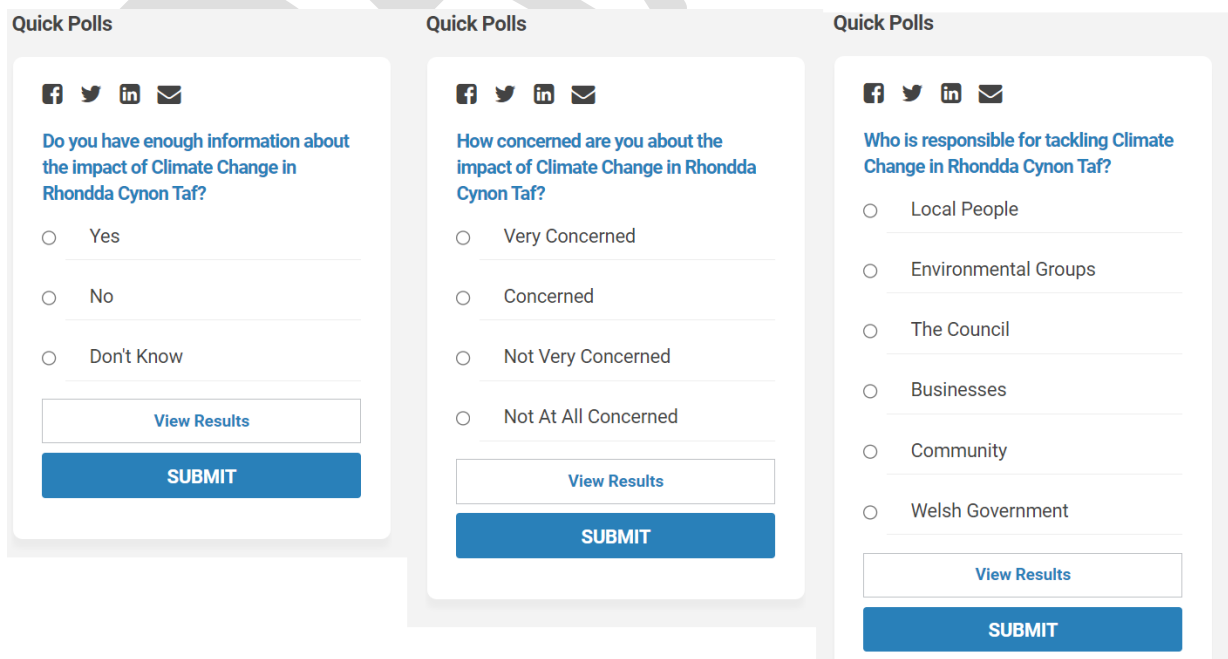 Quick Polls
Do you have enough information about
the impact of Climate Change in
Rhondda Cynon Taf?
Yes
No
Don't Know
View Results
SUBMIT
Quick Polls
How concerned are you about the
impact of Climate Change in Rhondda
Cynon Taf?
Very Concerned
Concerned
Not Very Concerned
Not At All Concerned
View Results
SUBMIT
Quick Polls
Who is responsible for tackling Climate
Change in Rhondda Cynon Taf?
Local People
Environmental Groups
The Council
Businesses
Community
Welsh Government
View Results
SUBMIT